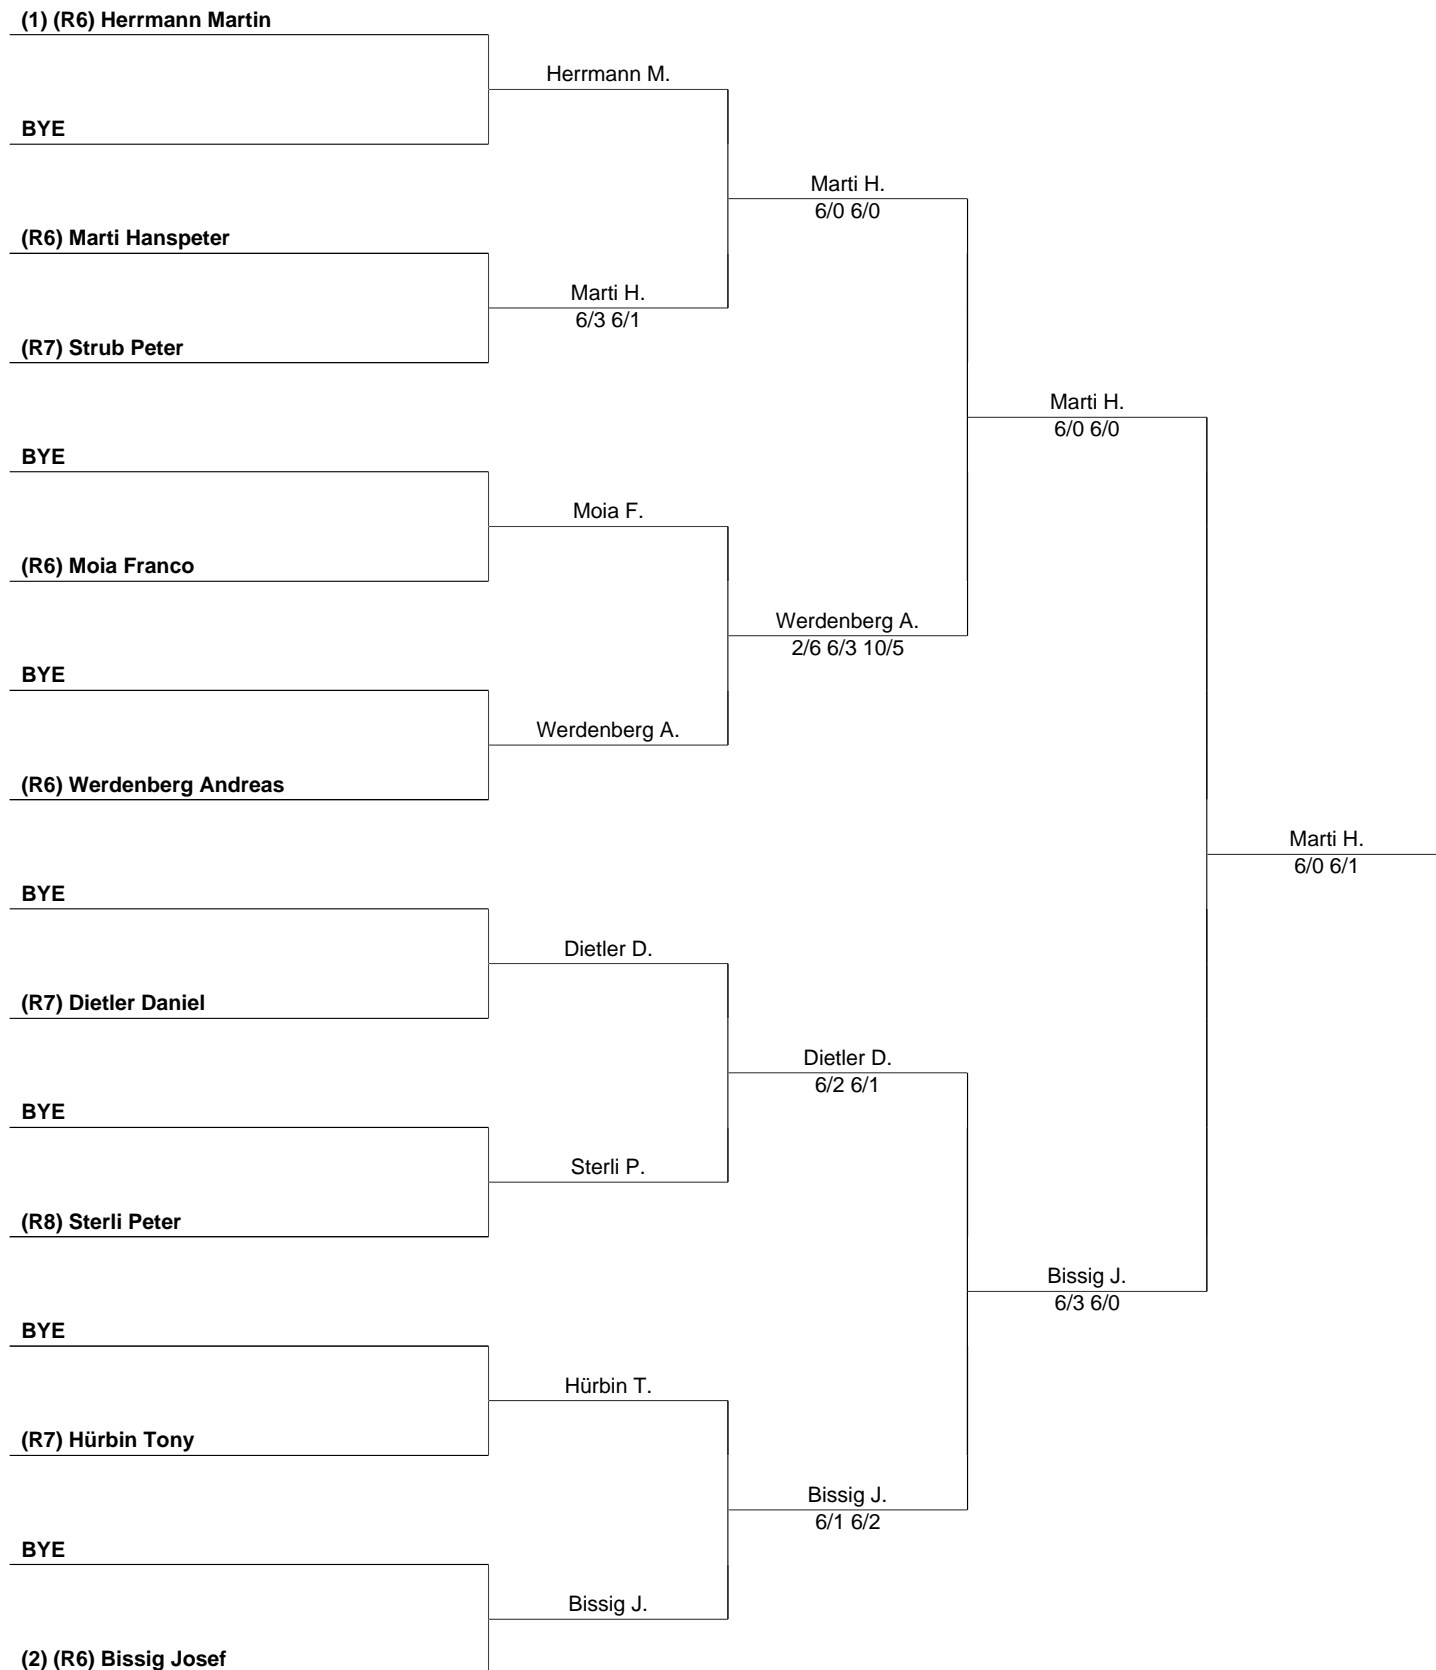 (1) (R6) Herrmann Martin
Herrmann M.
BYE
Marti H.
6/0 6/0
(R6) Marti Hanspeter
Marti H.
6/3 6/1
(R7) Strub Peter
Marti H.
6/0 6/0
BYE
Moia F.
(R6) Moia Franco
Werdenberg A.
2/6 6/3 10/5
BYE
Werdenberg A.
(R6) Werdenberg Andreas
Marti H.
6/0 6/1
BYE
Dietler D.
(R7) Dietler Daniel
Dietler D.
6/2 6/1
BYE
Sterli P.
(R8) Sterli Peter
Bissig J.
6/3 6/0
BYE
Hürbin T.
(R7) Hürbin Tony
Bissig J.
6/1 6/2
BYE
Bissig J.
(2) (R6) Bissig Josef